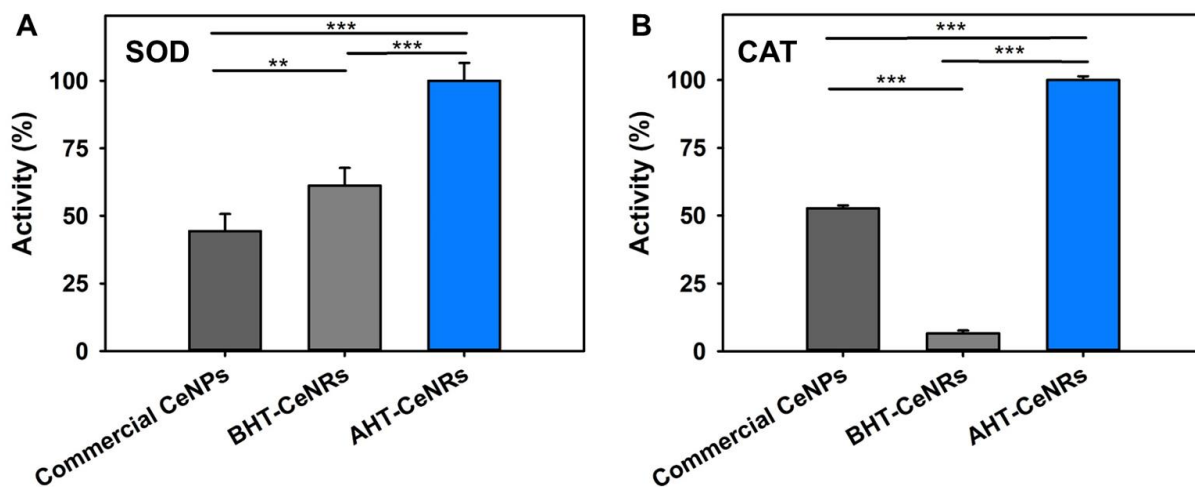 A
SOD
***
**
***
Activity (%)
100
75
50
25
0
Commercial CeNPs
BHT-CeNRs
AHT-CeNRs
B
CAT
***
***
***
Activity (%)
100
75
50
25
0
Commercial CeNPs
BHT-CeNRs
AHT-CeNRs